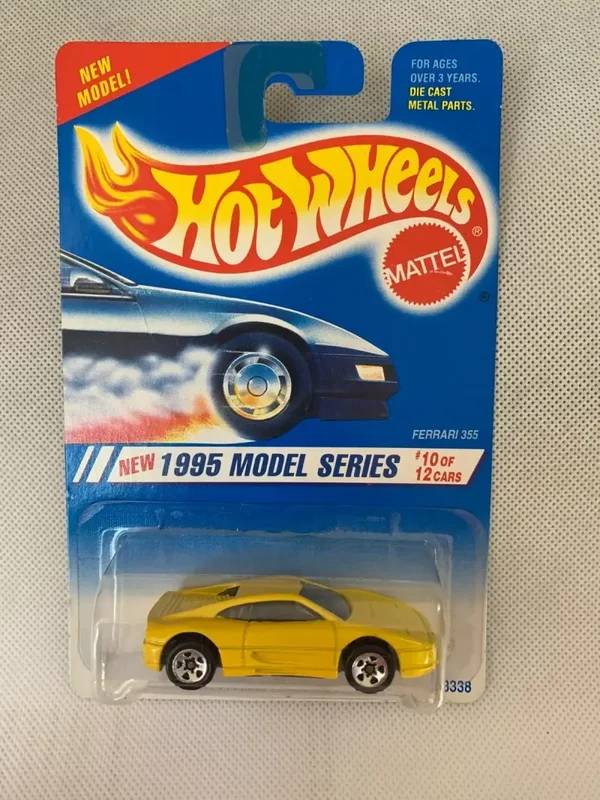 NEW
MODEL!
FOR AGES
OVER 3 YEARS.
DIE CAST
METAL PARTS.
HOT WHEELS
®
MATTEL
®
FERRARI 355
NEW 1995 MODEL SERIES
#10 OF
12 CARS
3338